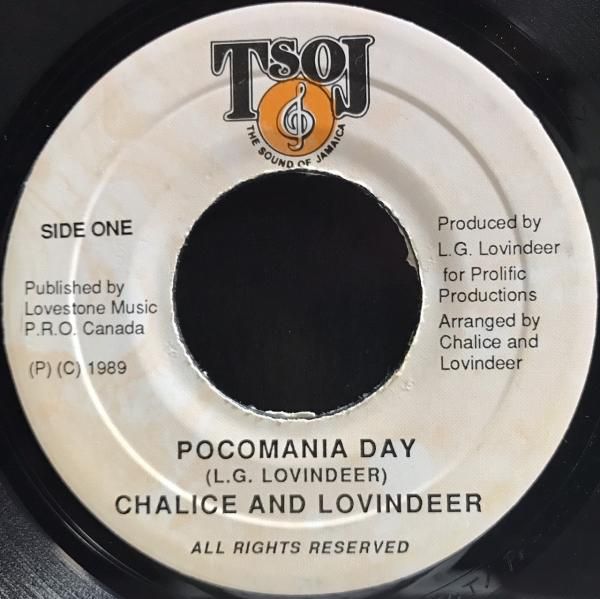 TSOJ
THE SOUND OF JAMAICA
SIDE ONE
Published by
Lovestone Music
P.R.O. Canada
(P) (C) 1989
Produced by
L.G. Lovindeer
for Prolific
Productions
Arranged by
Chalice and
Lovindeer
POCOMANIA DAY
(L.G. LOVINDEER)
CHALICE AND LOVINDEER
ALL RIGHTS RESERVED